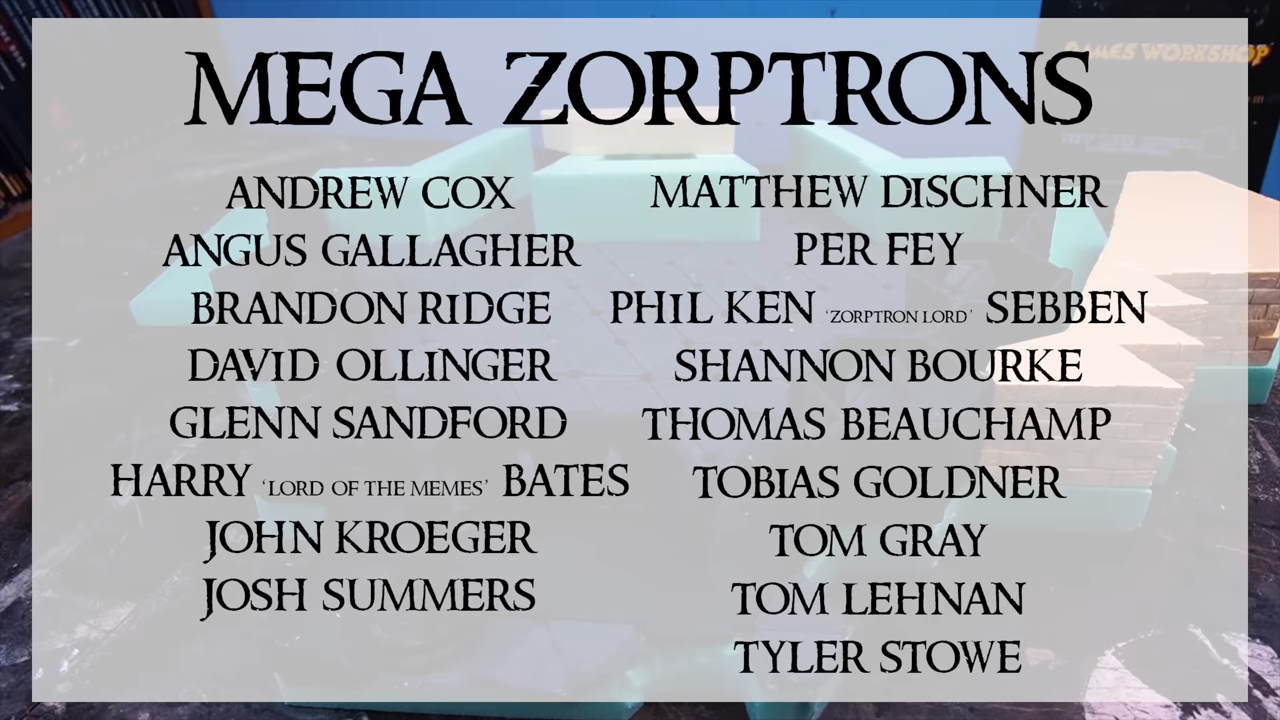 MEGA ZORPTRONS
ANDREW COX
ANGUS GALLAGHER
BRANDON RIDGE
DAVID OLLINGER
GLENN SANDFORD
HARRY 'LORD OF THE MEMES' BATES
JOHN KROEGER
JOSH SUMMERS
MATTHEW DISCHNER
PER FEY
PHIL KEN 'ZORPTRON LORD' SEBBEN
SHANNON BOURKE
THOMAS BEAUCHAMP
TOBIAS GOLDNER
TOM GRAY
TOM LEHNAN
TYLER STOWE
GAMES WORKSHOP